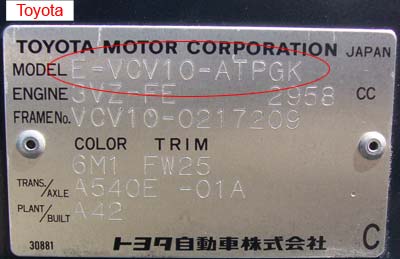 Toyota
TOYOTA MOTOR CORPORATION JAPAN
MODEL E-VCV10-ATPGK
ENGINE 3VZ-FE 2958 CC
FRAME No. VCV10-0217209
COLOR TRIM
6M1 FW25
TRANS./AXLE A540E -01A
PLANT/BUILT A42
トヨタ自動車株式会社 C
30881